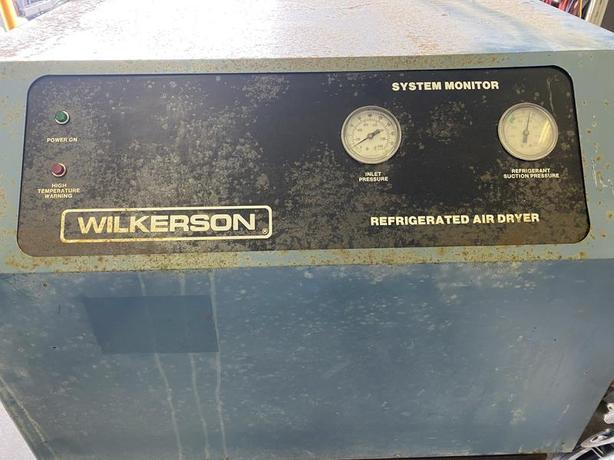 SYSTEM MONITOR
POWER ON
HIGH
TEMPERATURE
WARNING
INLET
PRESSURE
REFRIGERANT
SUCTION PRESSURE
WILKERSON®
REFRIGERATED AIR DRYER